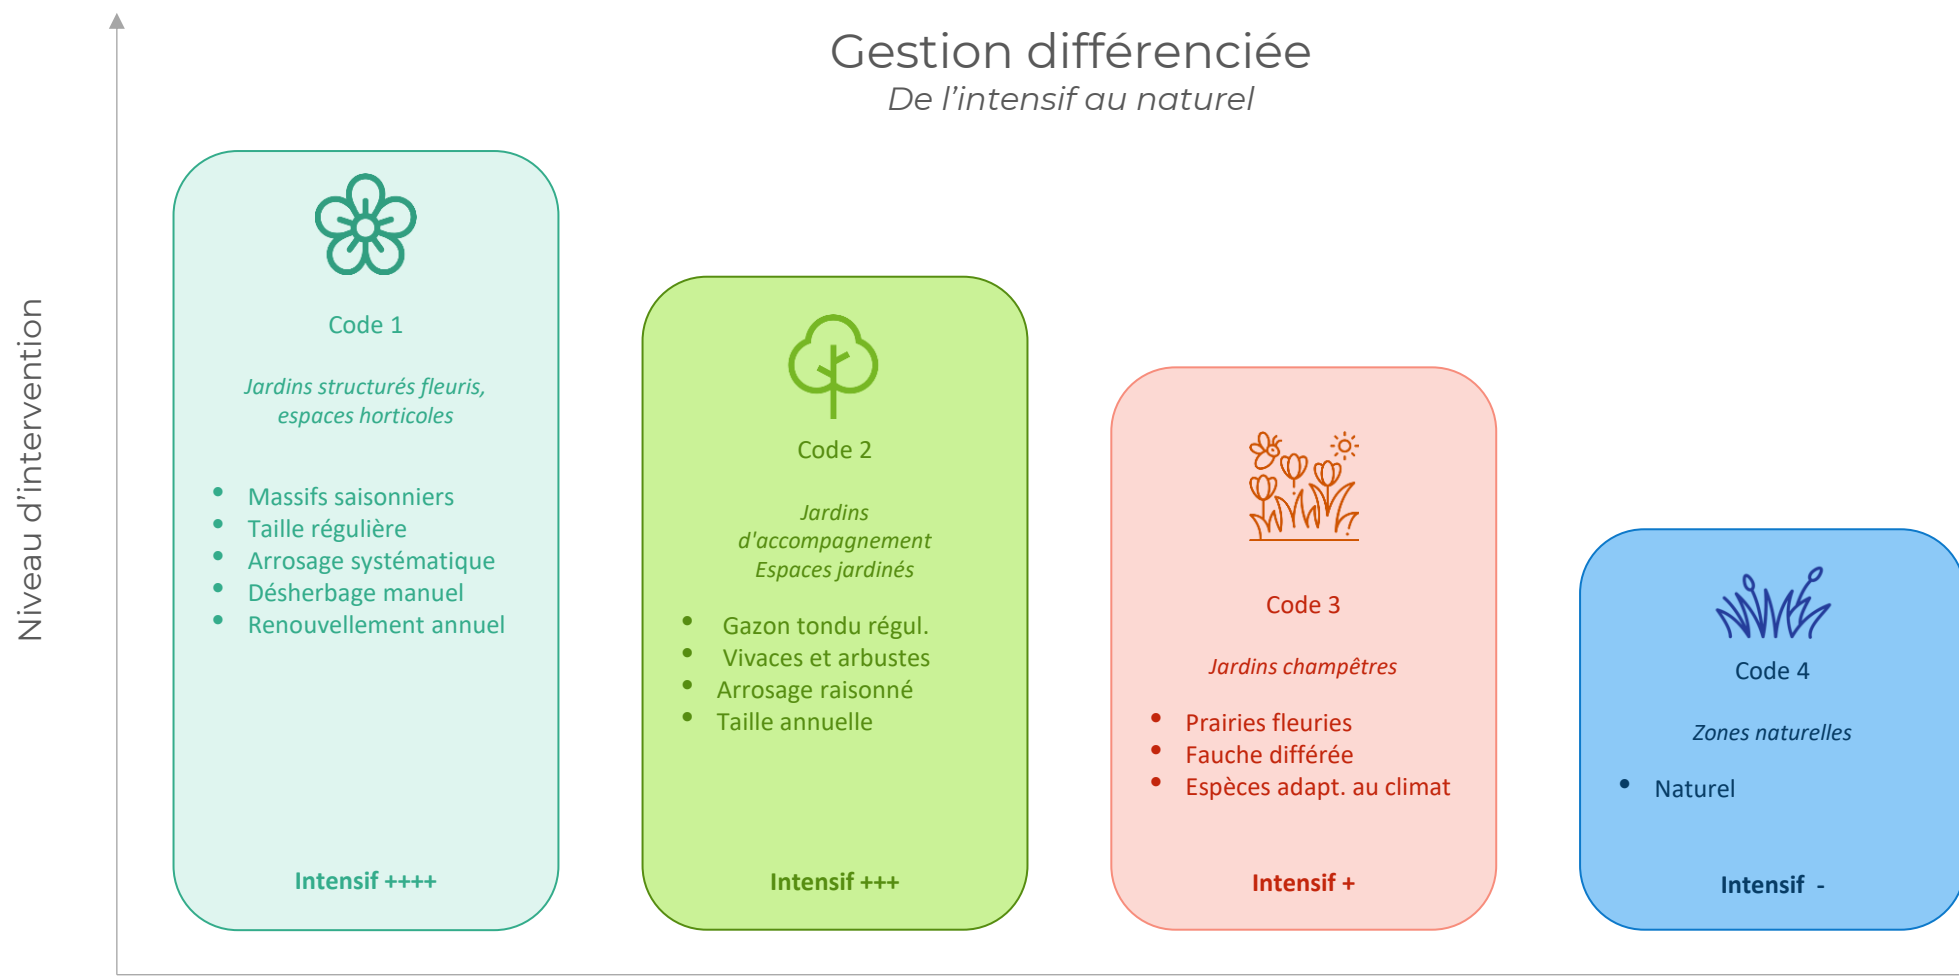 Gestion différenciée
De l'intensif au naturel
Niveau d'intervention
Code 1
Jardins structurés fleuris,
espaces horticoles
• Massifs saisonniers
• Taille régulière
• Arrosage systématique
• Désherbage manuel
• Renouvellement annuel
Intensif ++++
Code 2
Jardins
d'accompagnement
Espaces jardinés
• Gazon tondu régul.
• Vivaces et arbustes
• Arrosage raisonné
• Taille annuelle
Intensif +++
Code 3
Jardins champêtres
• Prairies fleuries
• Fauche différée
• Espèces adapt. au climat
Intensif +
Code 4
Zones naturelles
• Naturel
Intensif -